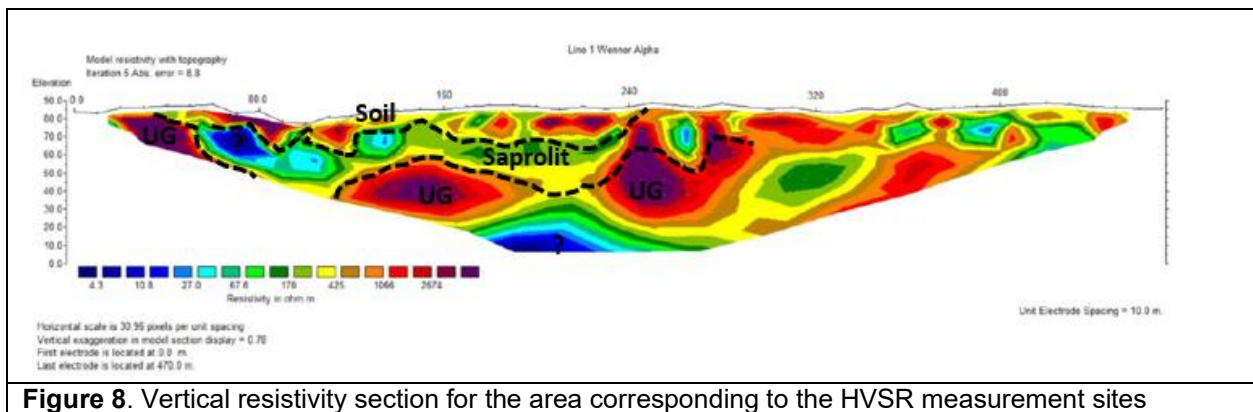 Line 1 Wenner Alpha
Model resistivity with topography
Iteration 5 Abs. error = 6.8
Elevation
0.0 80.0 160 240 320 400
90.0
80.0
70.0
60.0
50.0
40.0
30.0
20.0
10.0
0.0
Soil
UG ?
Saprolit
UG UG
?
4.3 10.8 27.0 67.6 170 425 1066 2674
Resistivity in ohm.m
Unit Electrode Spacing = 10.0 m.
Horizontal scale is 30.95 pixels per unit spacing
Vertical exaggeration in model section display = 0.78
First electrode is located at 0.0 m.
Last electrode is located at 470.0 m.
Figure 8. Vertical resistivity section for the area corresponding to the HVSR measurement sites